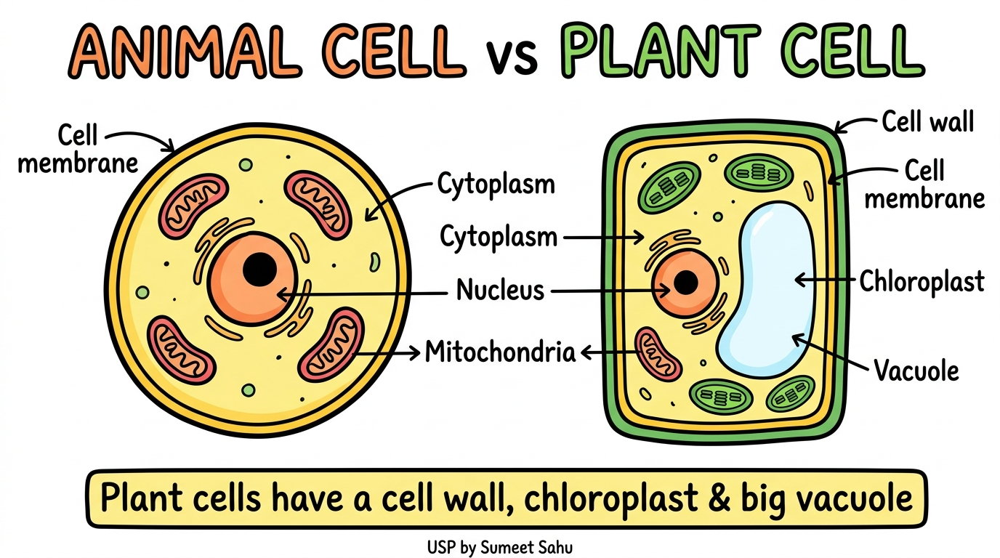 ANIMAL CELL vs PLANT CELL
Cell
membrane
Cytoplasm
Cytoplasm
Nucleus
Mitochondria
Cell wall
Cell
membrane
Chloroplast
Vacuole
Plant cells have a cell wall, chloroplast & big vacuole
USP by Sumeet Sahu